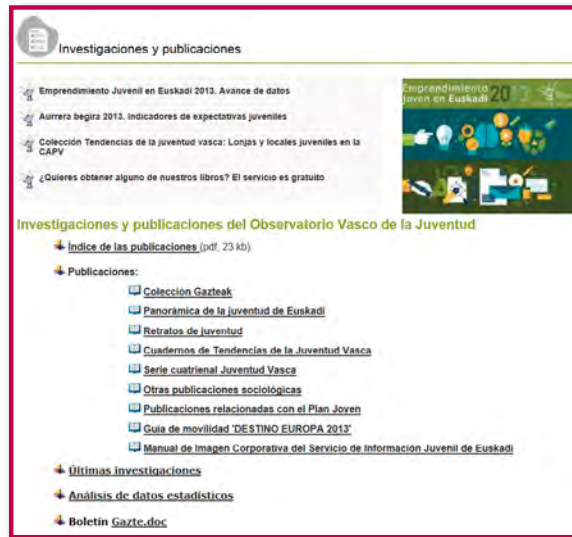 Investigaciones y publicaciones
Emprendimiento Juvenil en Euskadi 2013. Avance de datos
Aurrera begira 2013. Indicadores de expectativas juveniles
Colección Tendencias de la juventud vasca: Lonjas y locales juveniles en la
CAPV
¿Quieres obtener alguno de nuestros libros? El servicio es gratuito
Emprendimiento
joven en Euskadi 2013
Investigaciones y publicaciones del Observatorio Vasco de la Juventud
Índice de las publicaciones (pdf, 23 kb)
Publicaciones:
Colección Gazteak
Panorámica de la juventud de Euskadi
Retratos de juventud
Cuadernos de Tendencias de la Juventud Vasca
Serie cuatrienal Juventud Vasca
Otras publicaciones sociológicas
Publicaciones relacionadas con el Plan Joven
Guia de movilidad 'DESTINO EUROPA 2013'
Manual de Imagen Corporativa del Servicio de Información Juvenil de Euskadi
Últimas investigaciones
Análisis de datos estadísticos
Boletín Gazte.doc